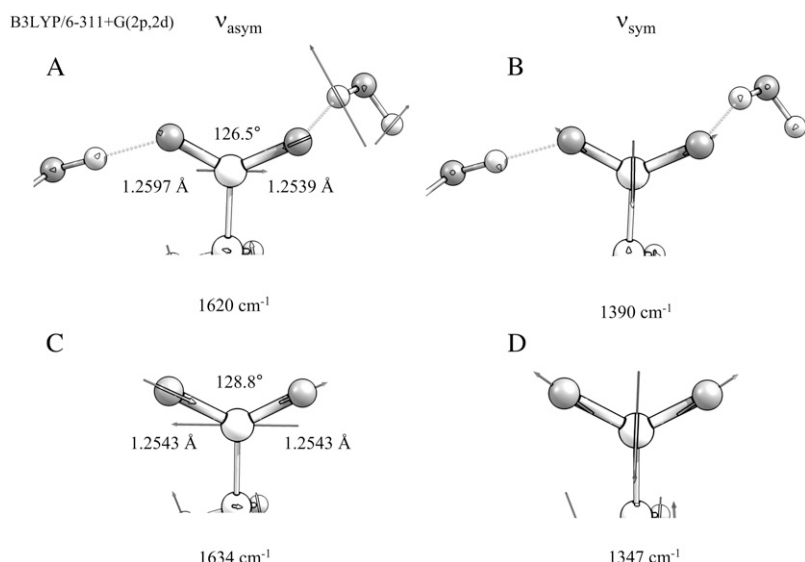 B3LYP/6-311+G(2p,2d)
νasym
νsym
A
B
126.5°
1.2597 Å
1.2539 Å
1620 cm-1
1390 cm-1
C
D
128.8°
1.2543 Å
1.2543 Å
1634 cm-1
1347 cm-1